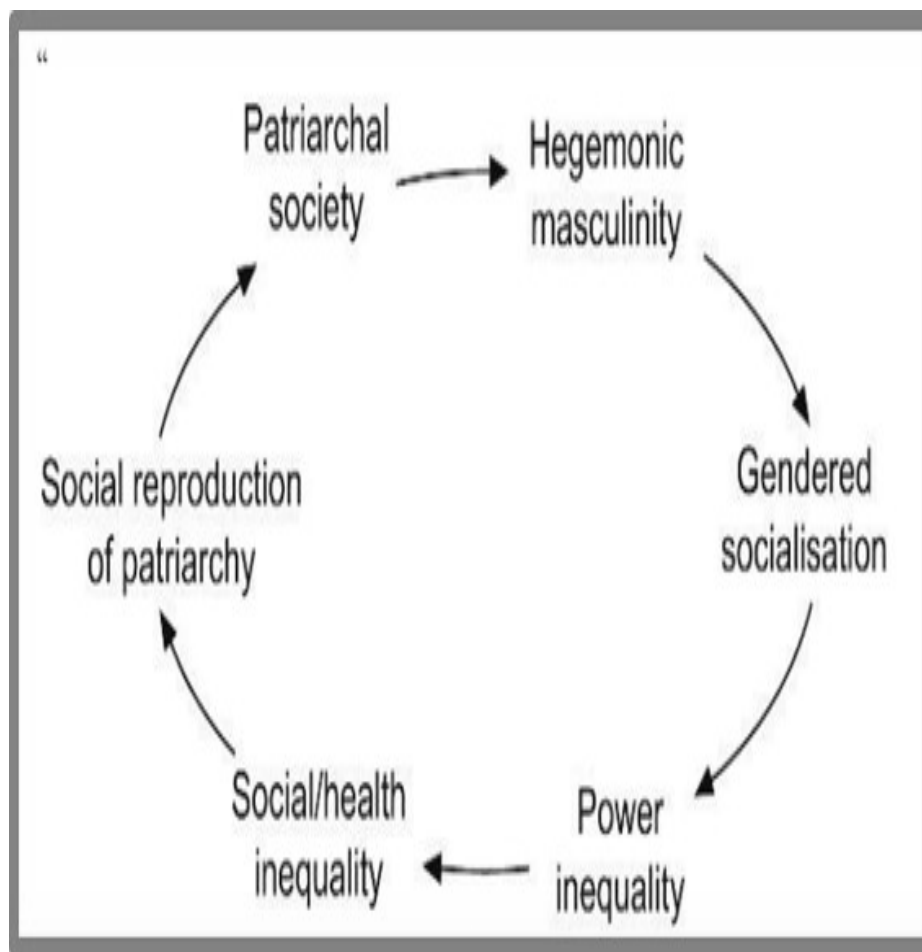 “
Patriarchal
society
Hegemonic
masculinity
Gendered
socialisation
Power
inequality
Social/health
inequality
Social reproduction
of patriarchy